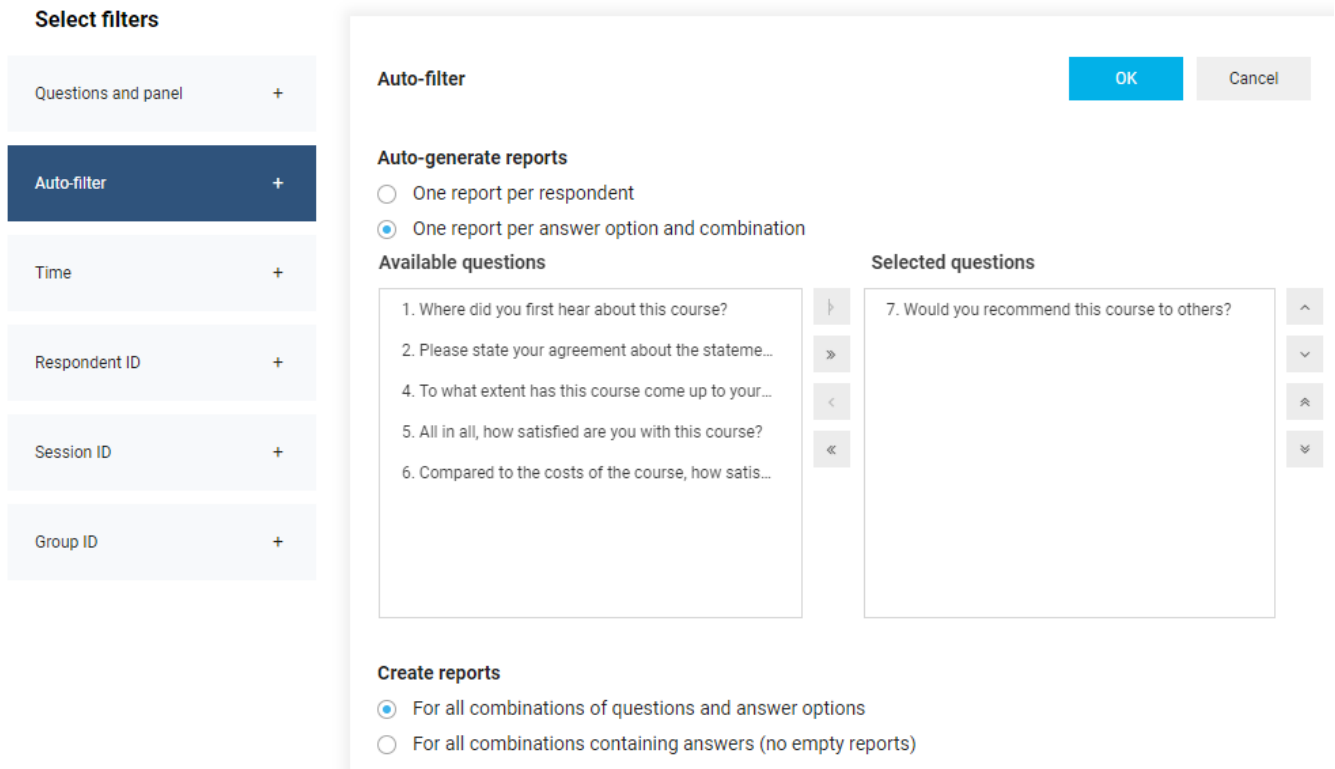 Select filters
Questions and panel +
Auto-filter +
Time +
Respondent ID +
Session ID +
Group ID +
Auto-filter
OK
Cancel
Auto-generate reports
One report per respondent
One report per answer option and combination
Available questions
1. Where did you first hear about this course?
2. Please state your agreement about the stateme...
4. To what extent has this course come up to your...
5. All in all, how satisfied are you with this course?
6. Compared to the costs of the course, how satis...
Selected questions
7. Would you recommend this course to others?
Create reports
For all combinations of questions and answer options
For all combinations containing answers (no empty reports)